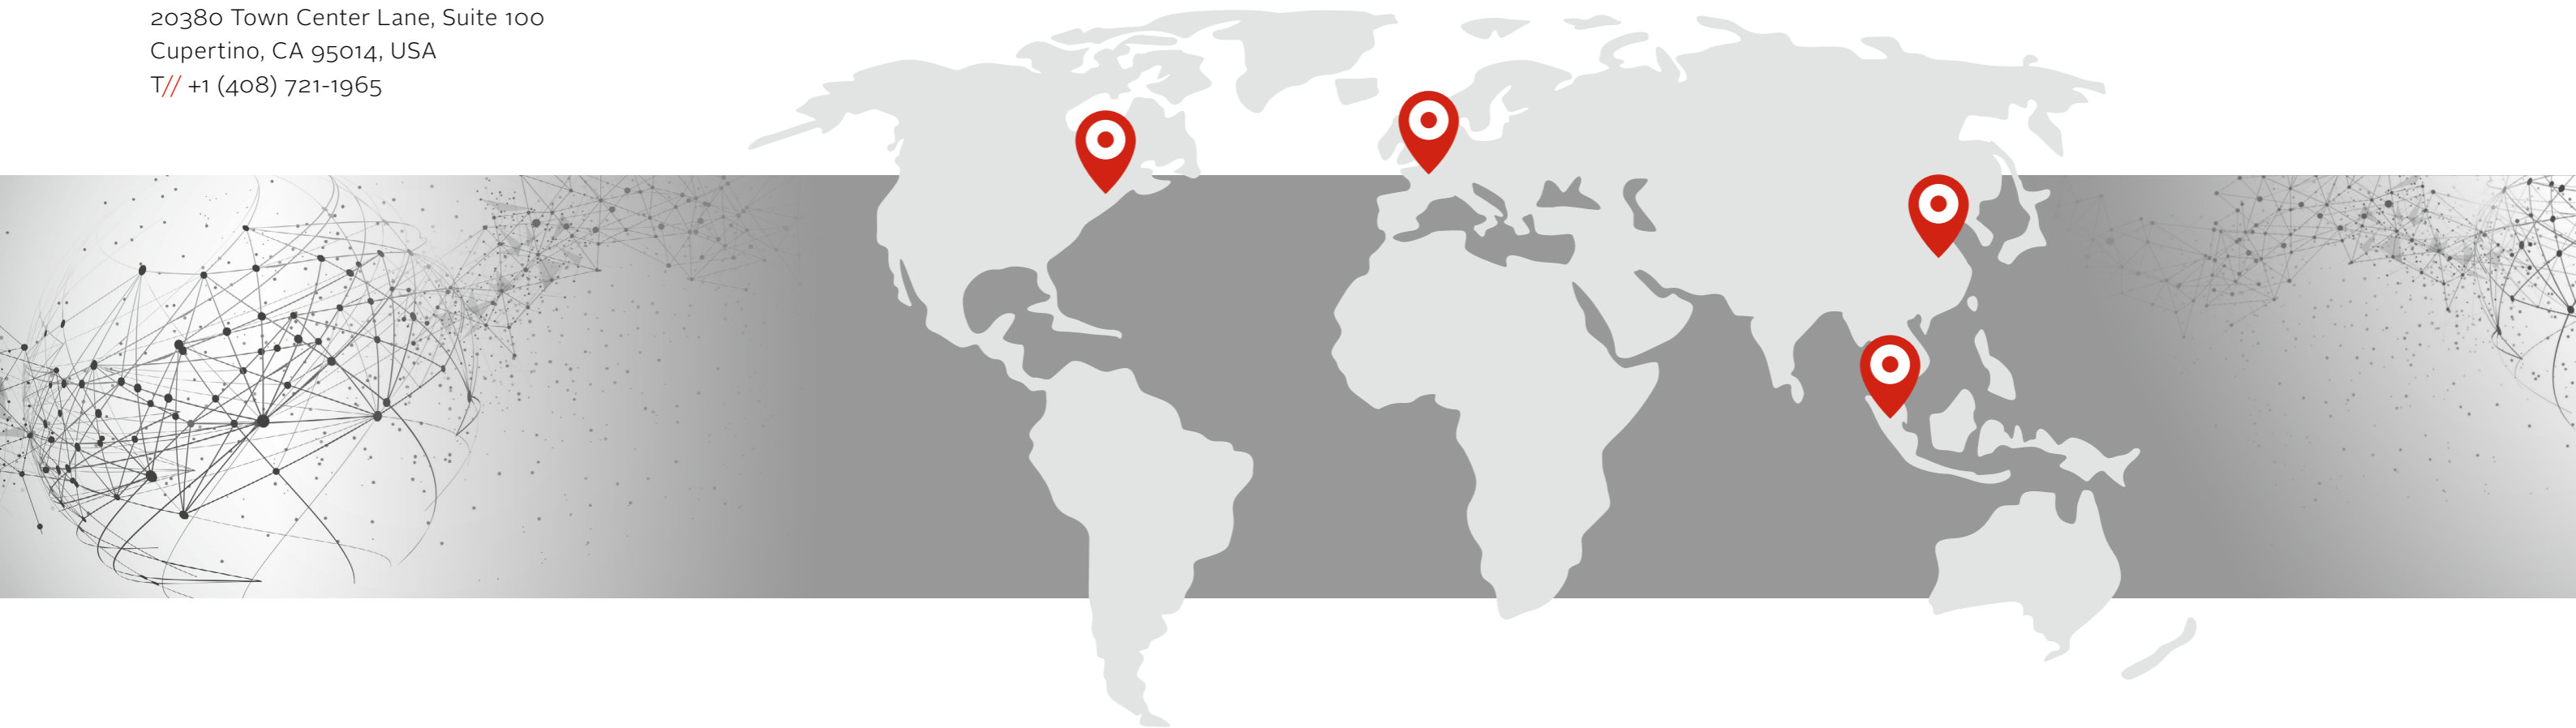 20380 Town Center Lane, Suite 100
Cupertino, CA 95014, USA
T// +1 (408) 721-1965